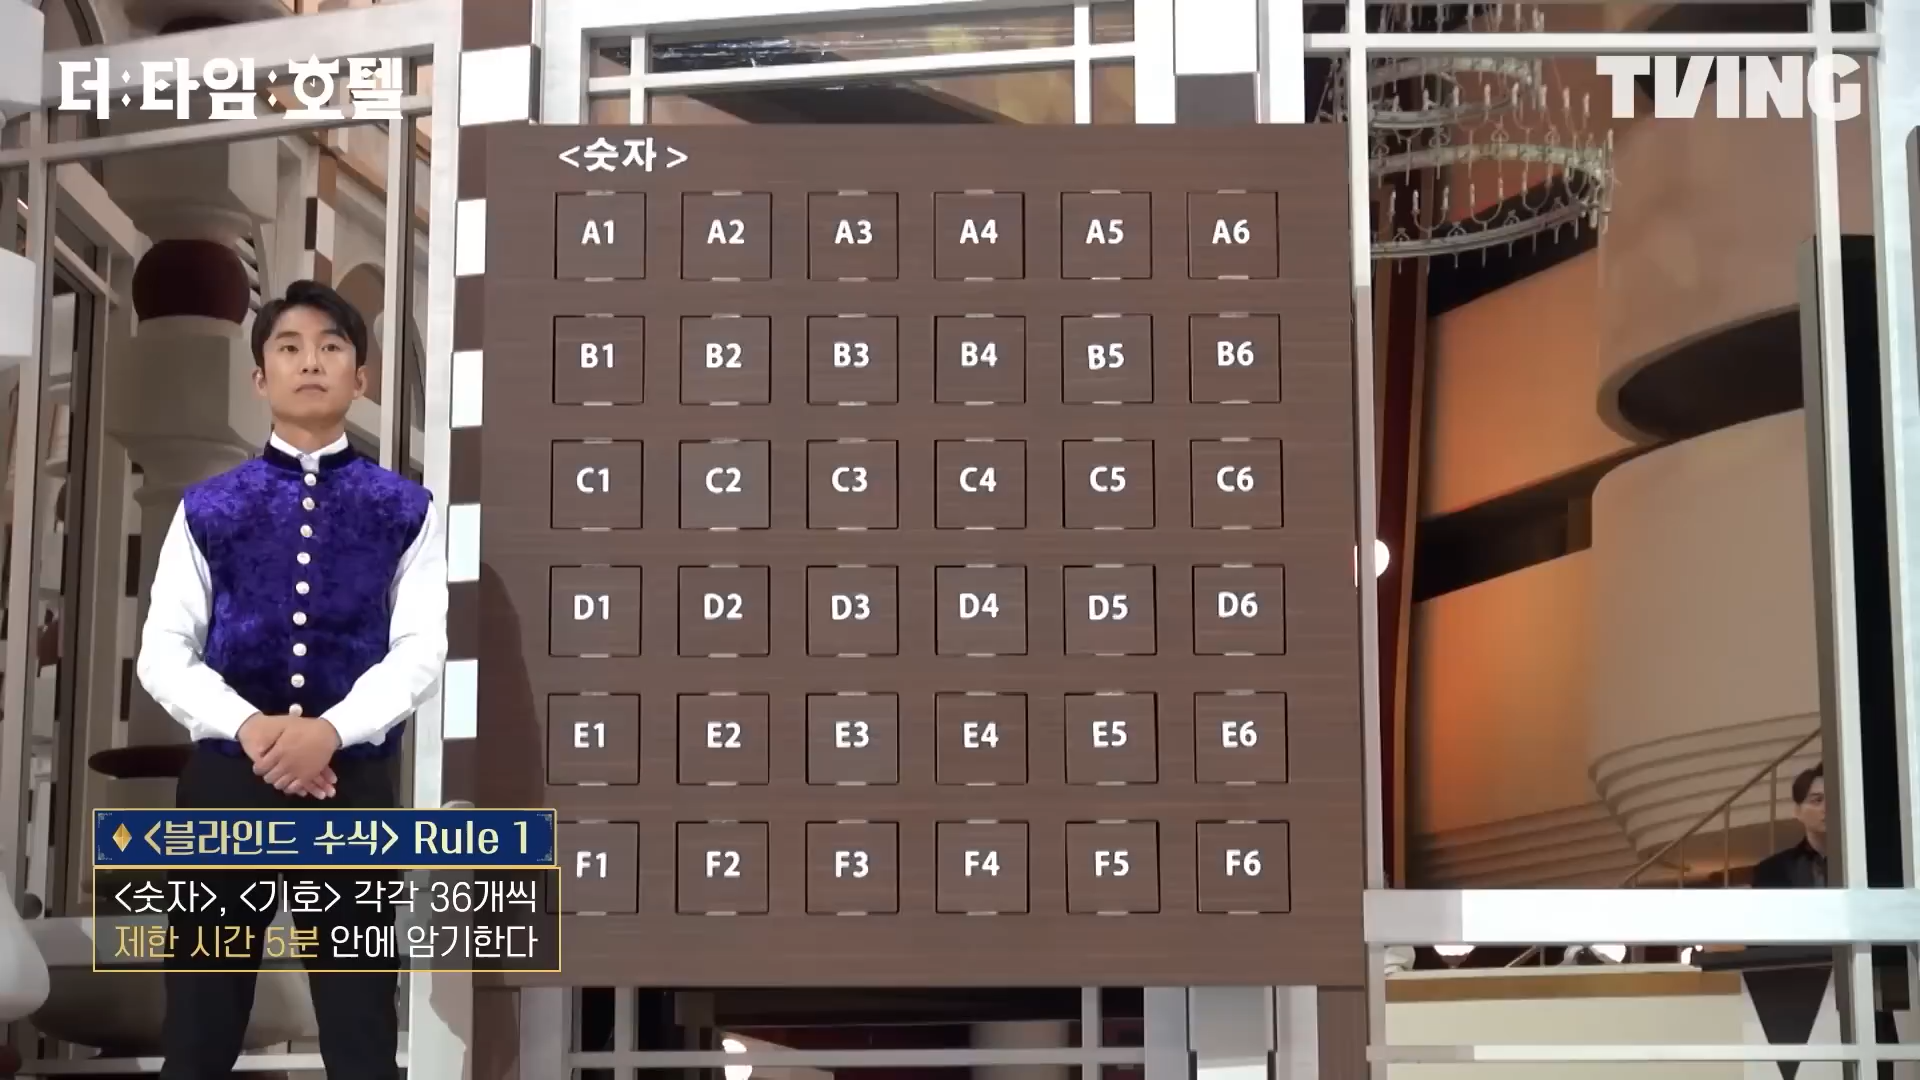 더:타임:호텔
TVING
<숫자>
A1 A2 A3 A4 A5 A6
B1 B2 B3 B4 B5 B6
C1 C2 C3 C4 C5 C6
D1 D2 D3 D4 D5 D6
E1 E2 E3 E4 E5 E6
F1 F2 F3 F4 F5 F6
<블라인드 수식> Rule 1
<숫자>, <기호> 각각 36개씩
제한 시간 5분 안에 암기한다